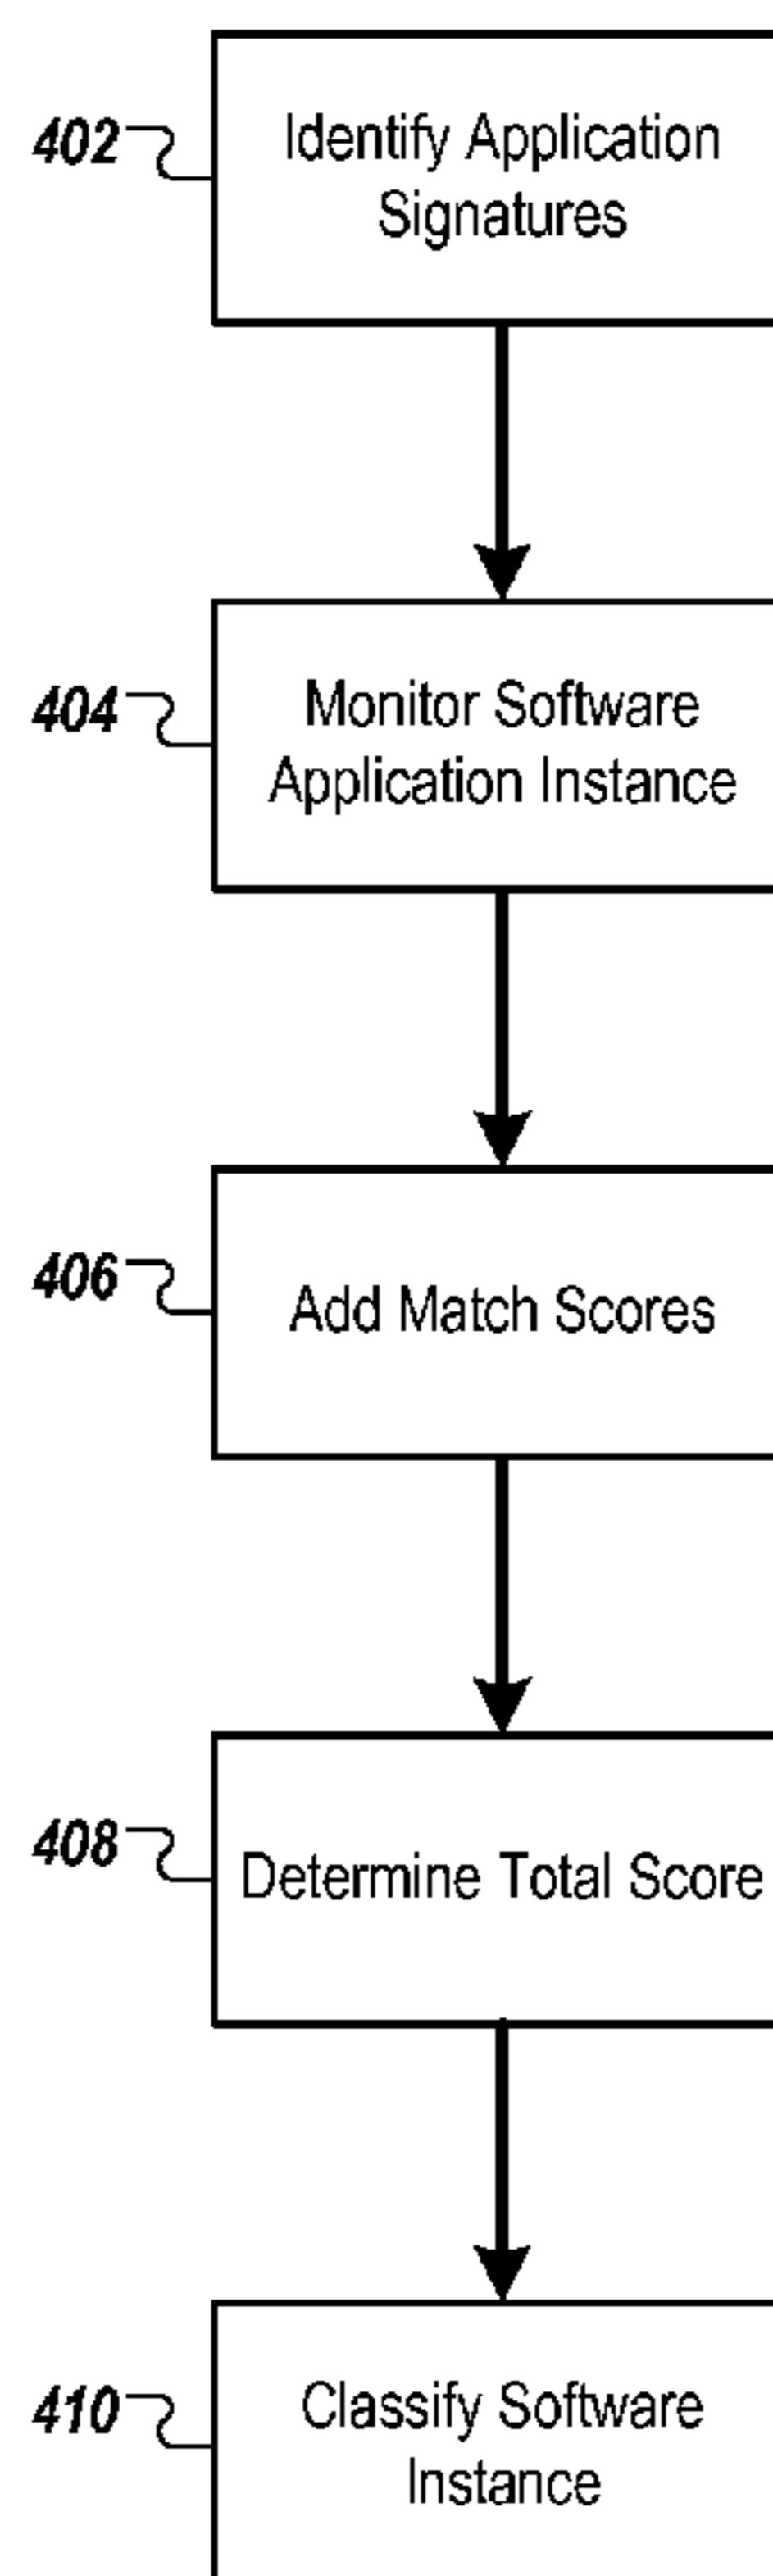 402
Identify Application
Signatures
404
Monitor Software
Application Instance
406
Add Match Scores
408
Determine Total Score
410
Classify Software
Instance